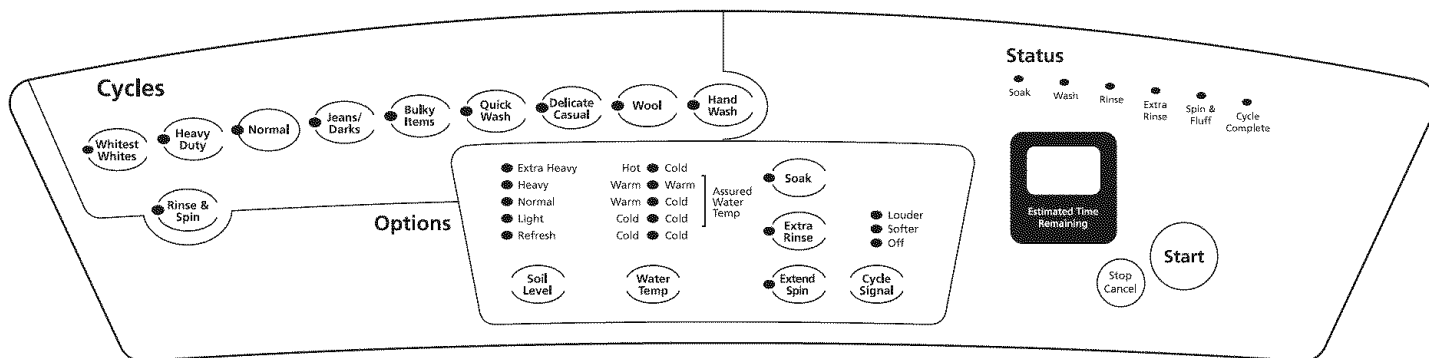 Cycles
Whitest
Whites
Heavy
Duty
Normal
Jeans/
Darks
Bulky
Items
Quick
Wash
Delicate
Casual
Wool
Hand
Wash
Rinse &
Spin
Options
Extra Heavy
Heavy
Normal
Light
Refresh
Soil
Level
Hot Cold
Warm Warm
Warm Cold
Cold Cold
Cold Cold
Assured
Water
Temp
Water
Temp
Soak
Extra
Rinse
Extend
Spin
Louder
Softer
Off
Cycle
Signal
Status
Soak
Wash
Rinse
Extra
Rinse
Spin &
Fluff
Cycle
Complete
Estimated Time
Remaining
Stop
Cancel
Start